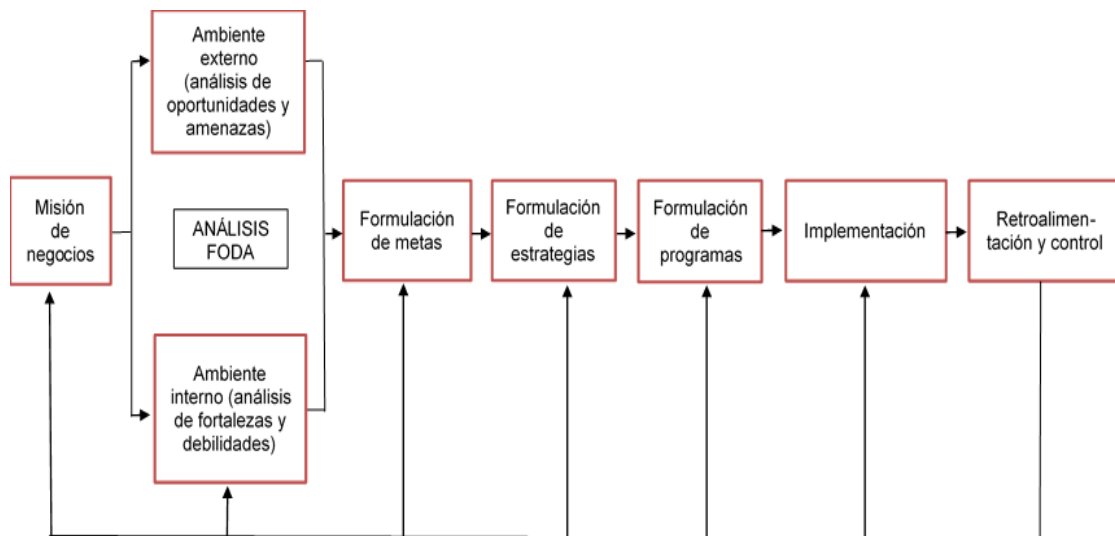 Ambiente
externo
(análisis de
oportunidades y
amenazas)
Misión
de
negocios
ANÁLISIS
FODA
Ambiente
interno (análisis
de fortalezas y
debilidades)
Formulación
de metas
Formulación
de
estrategias
Formulación
de
programas
Implementación
Retroalimen-
tación y control